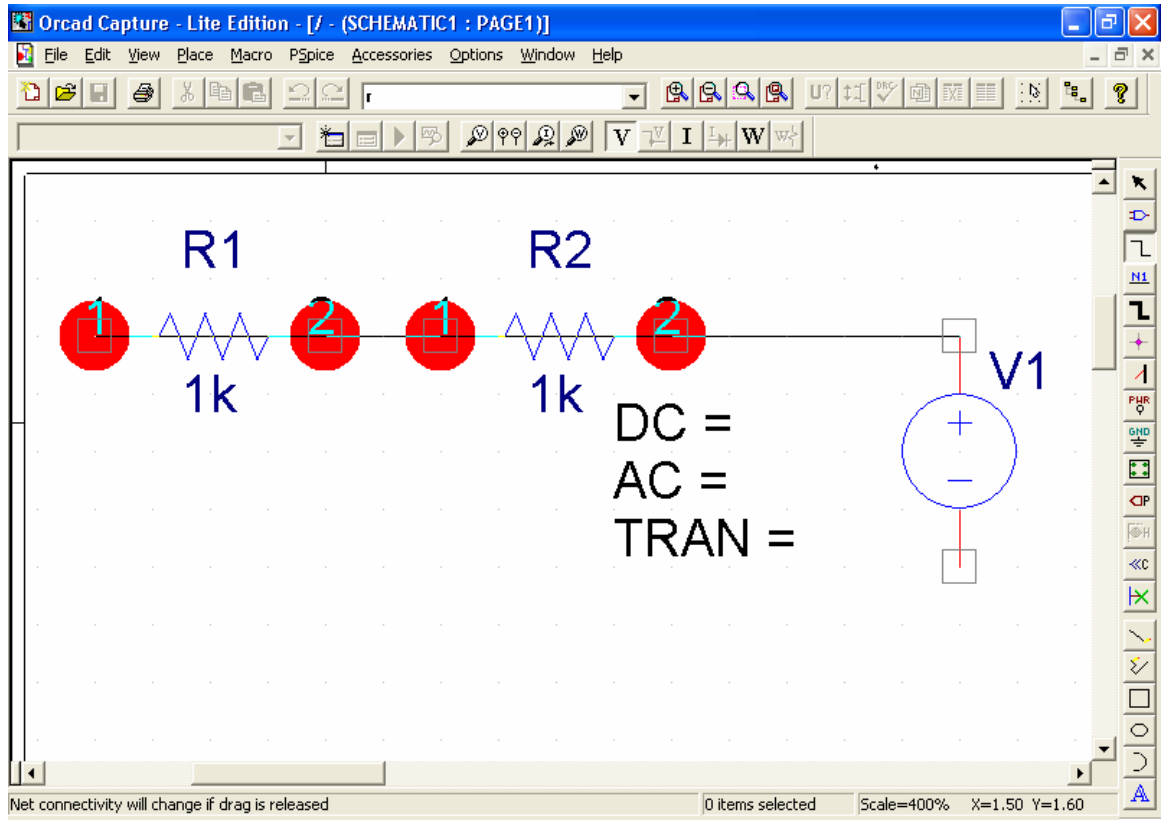 Orcad Capture - Lite Edition - [/ - (SCHEMATIC1 : PAGE1)]
File Edit View Place Macro PSpice Accessories Options Window Help
r U? DRC
V I W
R1 R2
1 2 1 2
1k 1k
V1
DC =
AC =
TRAN =
N1
PWR
GND
P
H
C
A
Net connectivity will change if drag is released 0 items selected Scale=400% X=1.50 Y=1.60